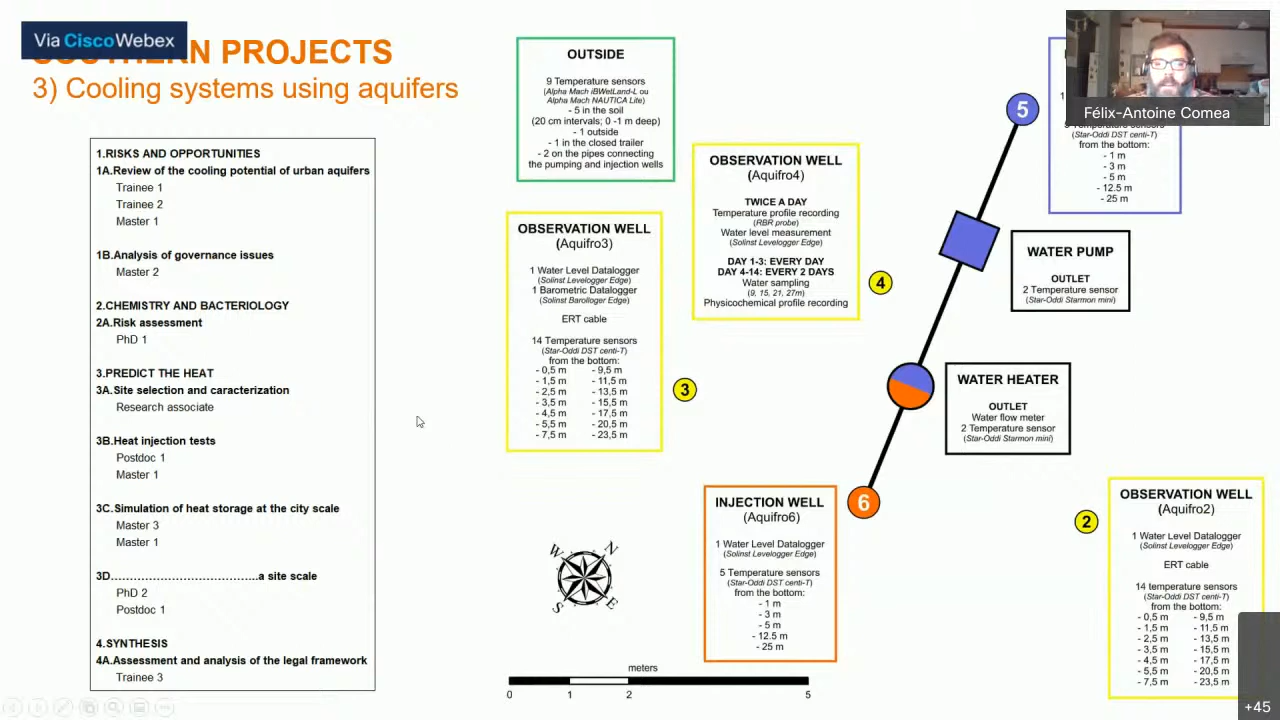 Via Cisco Webex
SOUTHERN PROJECTS
3) Cooling systems using aquifers
1.RISKS AND OPPORTUNITIES
1A.Review of the cooling potential of urban aquifers
Trainee 1
Trainee 2
Master 1
1B.Analysis of governance issues
Master 2
2.CHEMISTRY AND BACTERIOLOGY
2A.Risk assessment
PhD 1
3.PREDICT THE HEAT
3A.Site selection and caracterization
Research associate
3B.Heat injection tests
Postdoc 1
Master 1
3C.Simulation of heat storage at the city scale
Master 3
Master 1
3D…………………………………a site scale
PhD 2
Postdoc 1
4.SYNTHESIS
4A.Assessment and analysis of the legal framework
Trainee 3
OUTSIDE
9 Temperature sensors
(Alpha Mach iBWetLand-L ou
Alpha Mach NAUTICA Lite)
- 5 in the soil
(20 cm intervals; 0 -1 m deep)
- 1 outside
- 1 in the closed trailer
- 2 on the pipes connecting
the pumping and injection wells
OBSERVATION WELL
(Aquifro3)
1 Water Level Datalogger
(Solinst Levelogger Edge)
1 Barometric Datalogger
(Solinst Barologger Edge)
ERT cable
14 Temperature sensors
(Star-Oddi DST centi-T)
from the bottom:
- 0,5 m - 9,5 m
- 1,5 m - 11,5 m
- 2,5 m - 13,5 m
- 3,5 m - 15,5 m
- 4,5 m - 17,5 m
- 5,5 m - 20,5 m
- 7,5 m - 23,5 m
3
OBSERVATION WELL
(Aquifro4)
TWICE A DAY
Temperature profile recording
(RBR probe)
Water level measurement
(Solinst Levelogger Edge)
DAY 1-3: EVERY DAY
DAY 4-14: EVERY 2 DAYS
Water sampling
(9, 15, 21, 27m)
Physicochemical profile recording
4
5
Félix-Antoine Comea
(Star-Oddi DST centi-T)
from the bottom:
- 1 m
- 3 m
- 5 m
- 12.5 m
- 25 m
WATER PUMP
OUTLET
2 Temperature sensor
(Star-Oddi Starmon mini)
WATER HEATER
OUTLET
Water flow meter
2 Temperature sensor
(Star-Oddi Starmon mini)
6
INJECTION WELL
(Aquifro6)
1 Water Level Datalogger
(Solinst Levelogger Edge)
5 Temperature sensors
(Star-Oddi DST centi-T)
from the bottom:
- 1 m
- 3 m
- 5 m
- 12.5 m
- 25 m
2
OBSERVATION WELL
(Aquifro2)
1 Water Level Datalogger
(Solinst Levelogger Edge)
ERT cable
14 temperature sensors
(Star-Oddi DST centi-T)
from the bottom:
- 0,5 m - 9,5 m
- 1,5 m - 11,5 m
- 2,5 m - 13,5 m
- 3,5 m - 15,5 m
- 4,5 m - 17,5 m
- 5,5 m - 20,5 m
- 7,5 m - 23,5 m
W N
S E
meters
0 1 2 5
+45